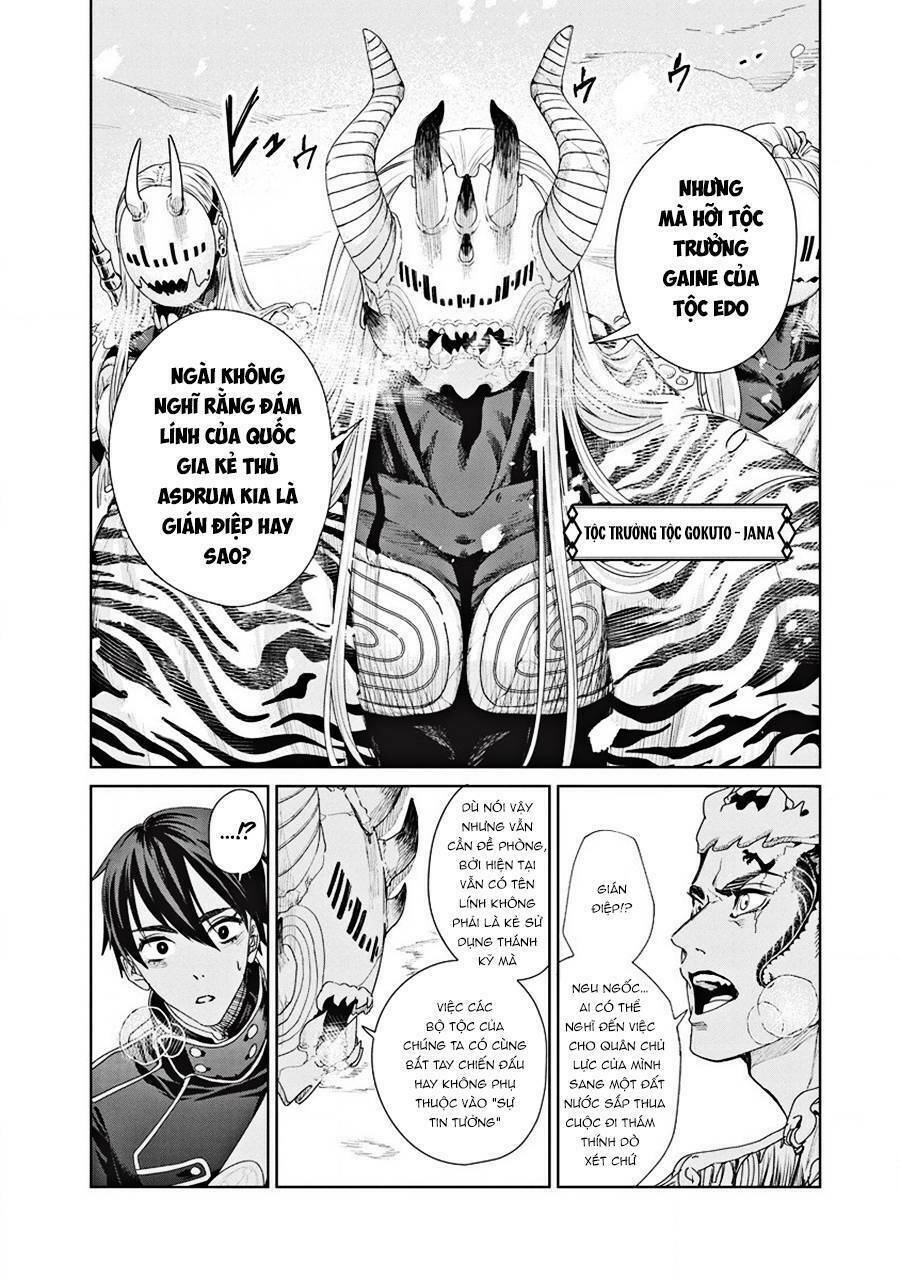 NHƯNG
MÀ HỠI TỘC
TRƯỞNG
GAINE CỦA
TỘC EDO
NGÀI KHÔNG
NGHĨ RẰNG ĐÁM
LÍNH CỦA QUỐC
GIA KẺ THÙ
ASDRUM KIA LÀ
GIÁN ĐIỆP HAY
SAO?
TỘC TRƯỞNG TỘC GOKUTO - JANA
GIÁN
ĐIỆP!?
NGU NGỐC...
AI CÓ THỂ
NGHĨ ĐẾN VIỆC
CHO QUÂN CHỦ
LỰC CỦA MÌNH
SANG MỘT ĐẤT
NƯỚC SẮP THUA
CUỘC ĐI THÁM
THÍNH DÒ
XÉT CHỨ
DÙ NÓI VẬY
NHƯNG VẪN
CẦN ĐỀ PHÒNG,
BỞI HIỆN TẠI
VẪN CÓ TÊN
LÍNH KHÔNG
PHẢI LÀ KẺ SỬ
DỤNG THÁNH
KỴ MÀ
VIỆC CÁC
BỘ TỘC CỦA
CHÚNG TA CÓ CÙNG
BẮT TAY CHIẾN ĐẤU
HAY KHÔNG PHỤ
THUỘC VÀO "SỰ
TIN TƯỞNG"
....!?